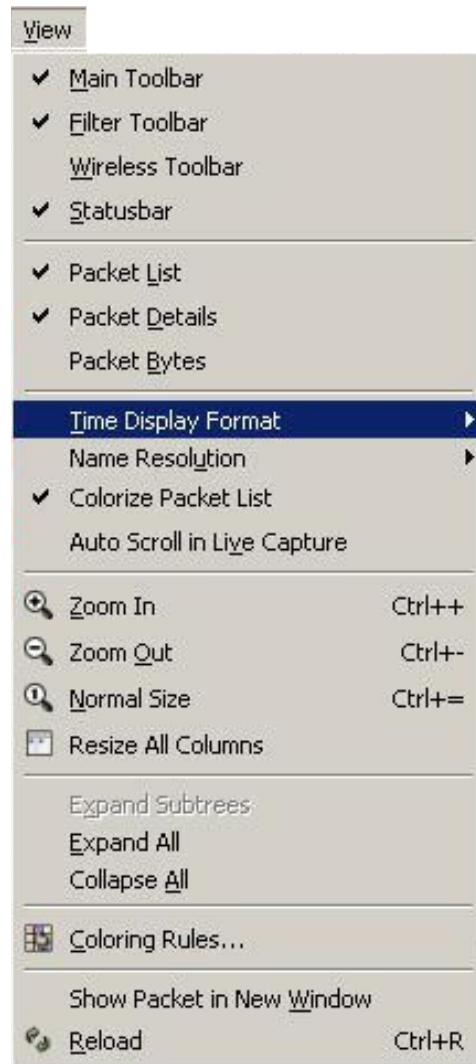 View
Main Toolbar
Filter Toolbar
Wireless Toolbar
Statusbar
Packet List
Packet Details
Packet Bytes
Time Display Format
Name Resolution
Colorize Packet List
Auto Scroll in Live Capture
Zoom In Ctrl++
Zoom Out Ctrl+-
Normal Size Ctrl+=
Resize All Columns
Expand Subtrees
Expand All
Collapse All
Coloring Rules...
Show Packet in New Window
Reload Ctrl+R